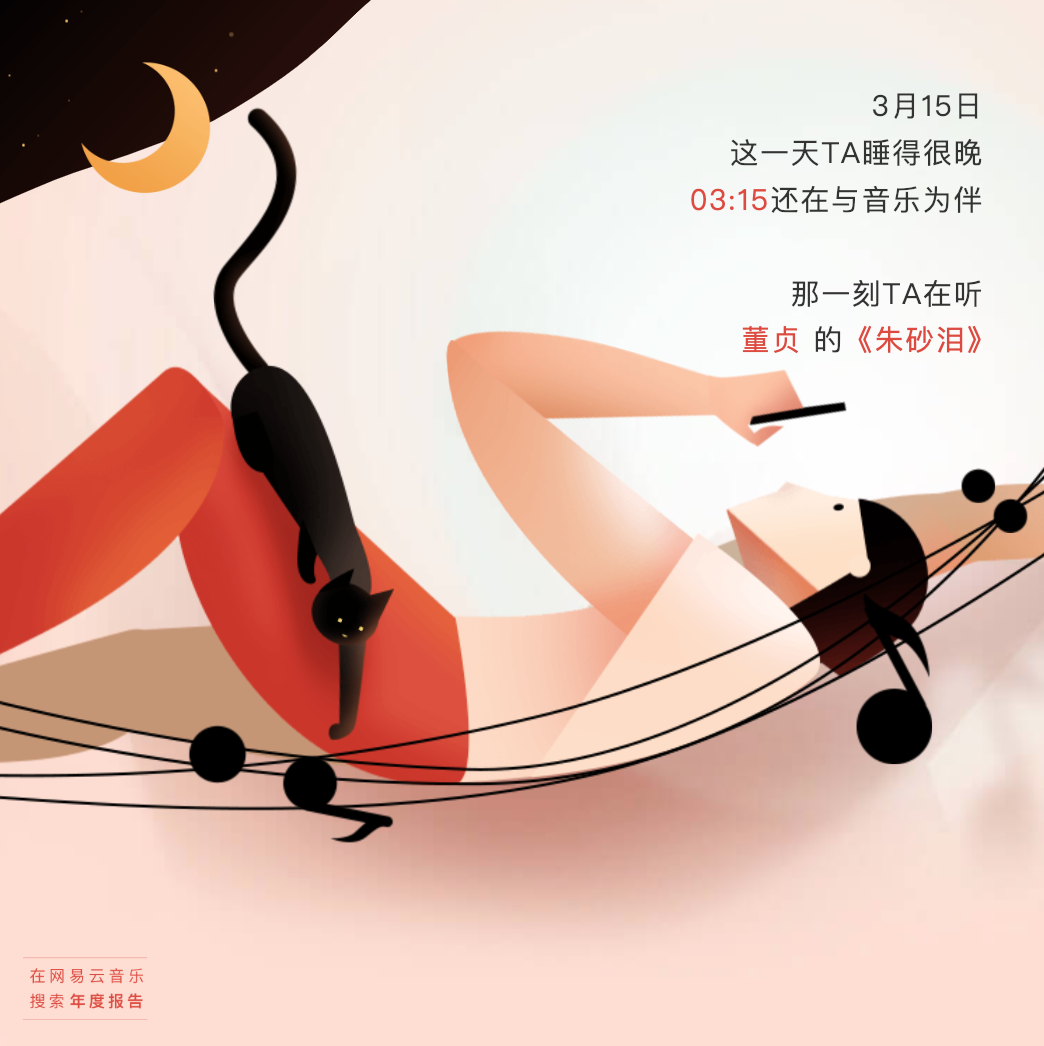 3月15日
这一天TA睡得很晚
03:15还在与音乐为伴
那一刻TA在听
董贞 的《朱砂泪》
在网易云音乐
搜索年度报告